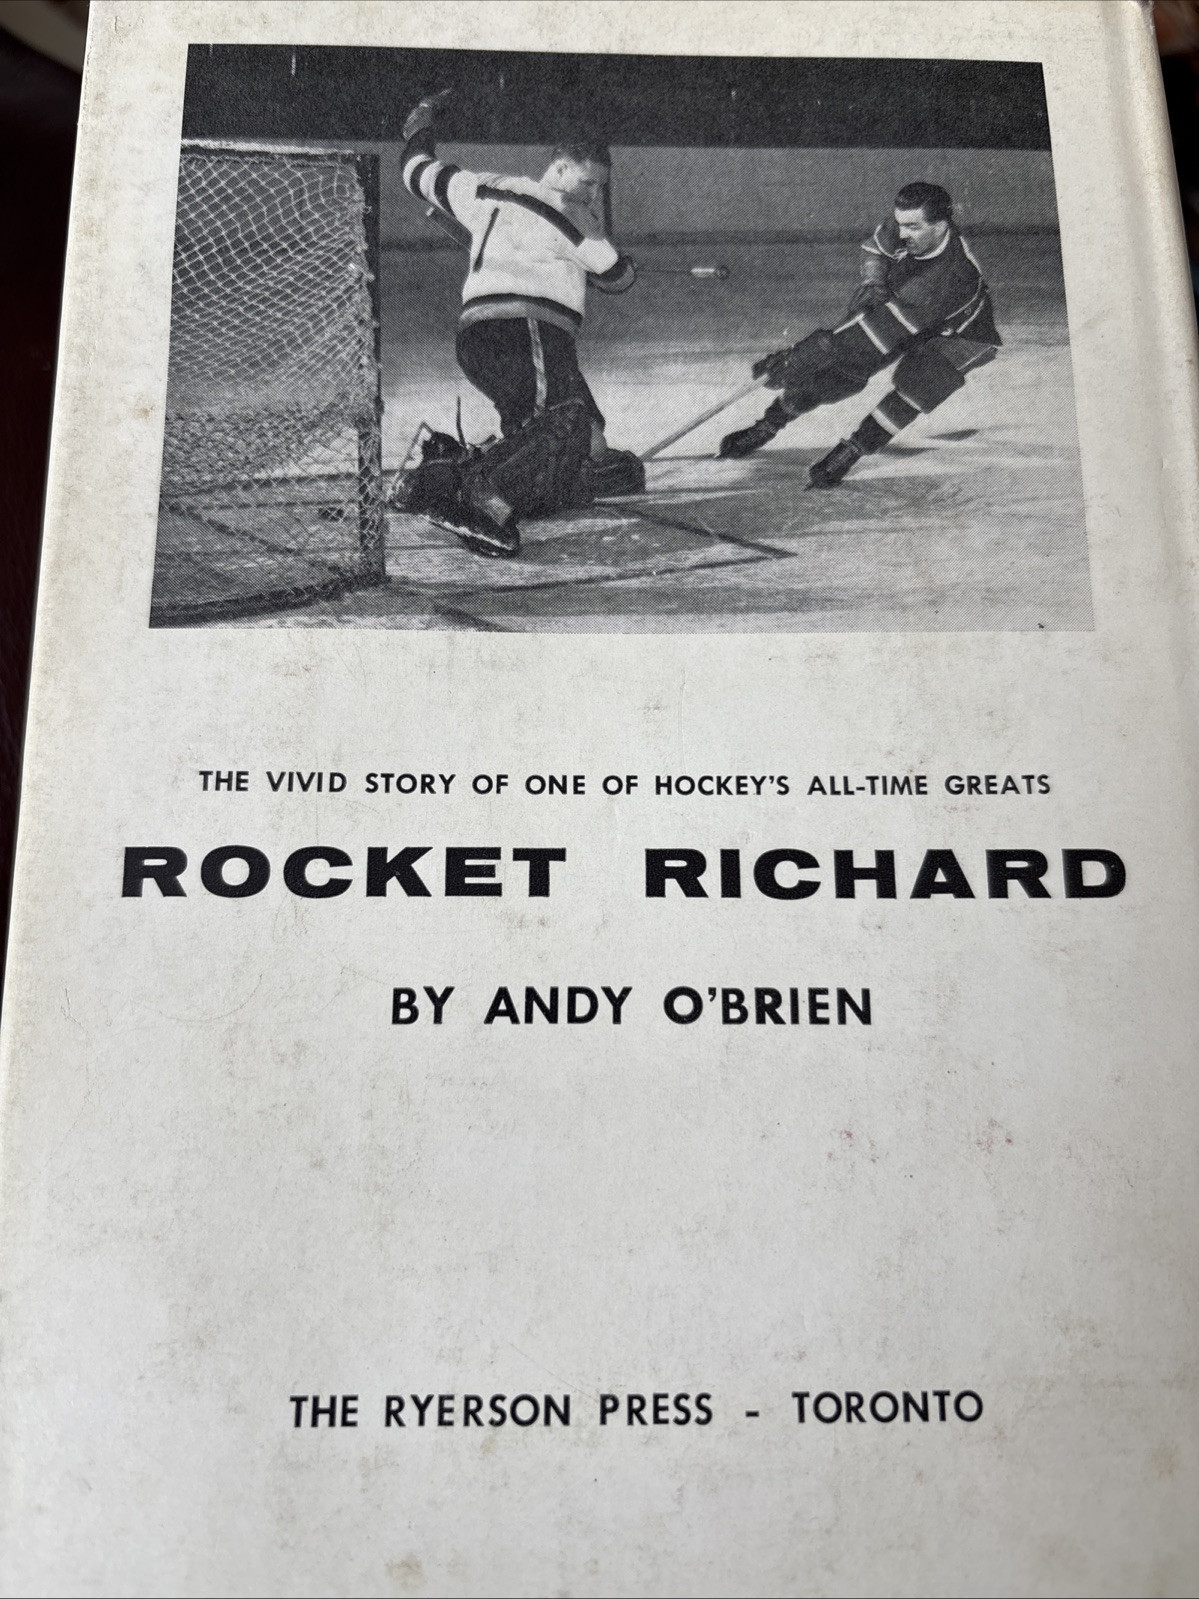 THE VIVID STORY OF ONE OF HOCKEY'S ALL-TIME GREATS
ROCKET RICHARD
BY ANDY O'BRIEN
THE RYERSON PRESS - TORONTO